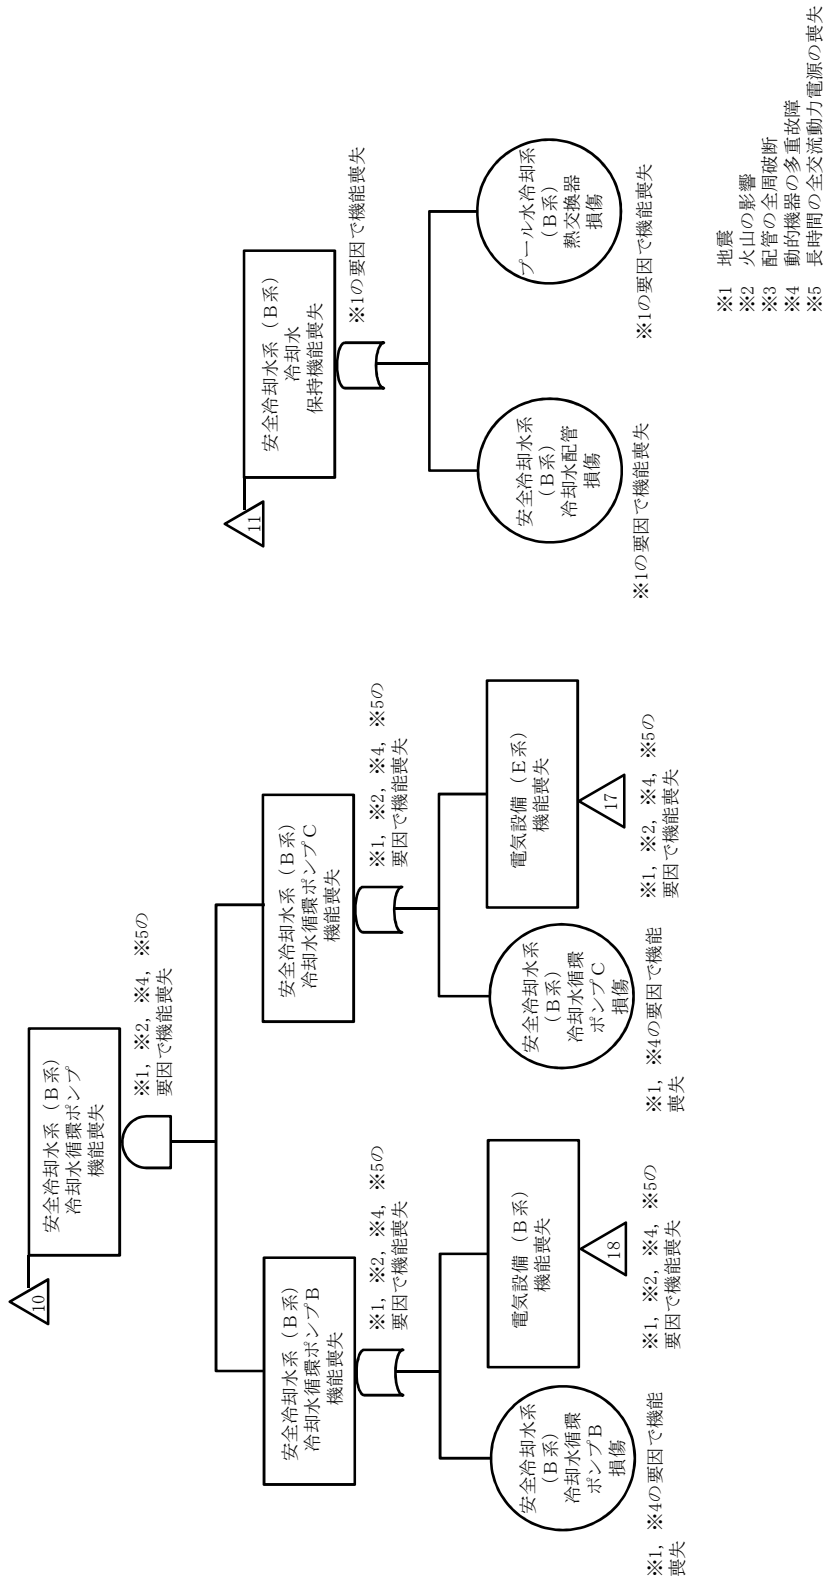 10
安全冷却水系（B系）
冷却水循環ポンプ
機能喪失
※1，※2，※4，※5の
要因で機能喪失
安全冷却水系（B系）
冷却水循環ポンプB
機能喪失
※1，※2，※4，※5の
要因で機能喪失
安全冷却水系
（B系）
冷却水循環
ポンプB
損傷
※1，※4の要因で機能
喪失
電気設備（B系）
機能喪失
18
※1，※2，※4，※5の
要因で機能喪失
安全冷却水系（B系）
冷却水循環ポンプC
機能喪失
※1，※2，※4，※5の
要因で機能喪失
安全冷却水系
（B系）
冷却水循環
ポンプC
損傷
※1，※4の要因で機能
喪失
電気設備（E系）
機能喪失
17
※1，※2，※4，※5の
要因で機能喪失
11
安全冷却水系（B系）
冷却水
保持機能喪失
※1の要因で機能喪失
安全冷却水系
（B系）
冷却水配管
損傷
※1の要因で機能喪失
プール水冷却系
（B系）
熱交換器
損傷
※1の要因で機能喪失
※1　地震
※2　火山の影響
※3　配管の全周破断
※4　動的機器の多重故障
※5　長時間の全交流動力電源の喪失